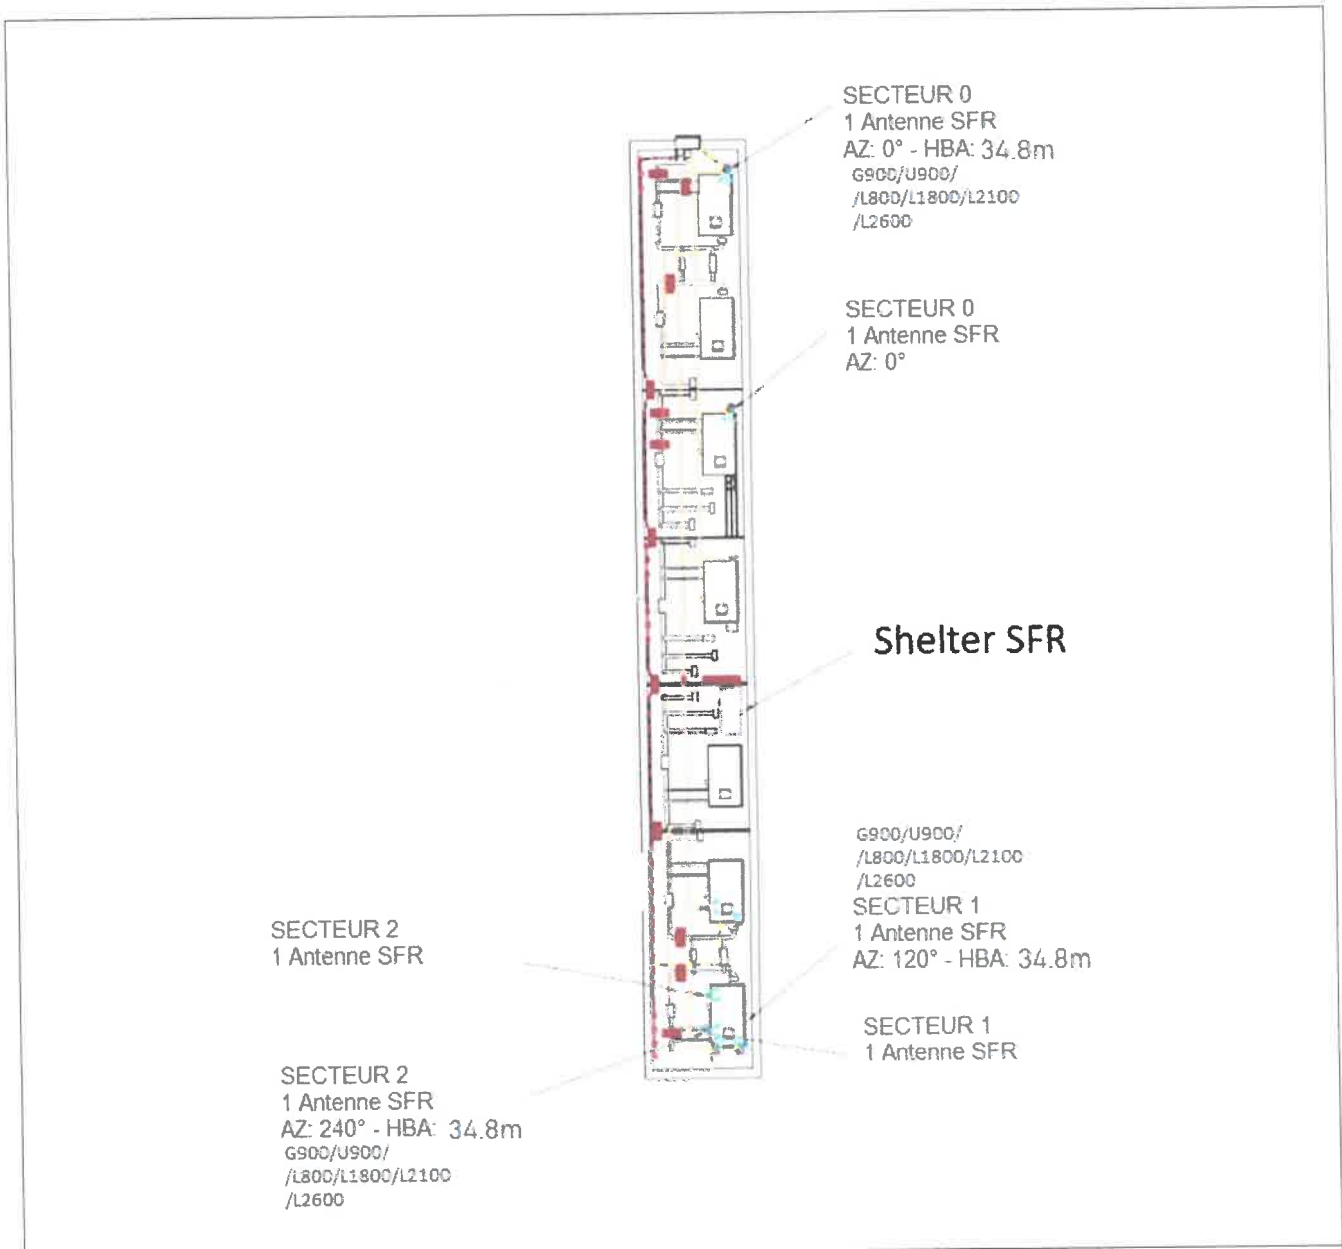 SECTEUR 0
1 Antenne SFR
AZ: 0° - HBA: 34.8m
G900/U900/
/L800/L1800/L2100
/L2600
SECTEUR 0
1 Antenne SFR
AZ: 0°
Shelter SFR
G900/U900/
/L800/L1800/L2100
/L2600
SECTEUR 1
1 Antenne SFR
AZ: 120° - HBA: 34.8m
SECTEUR 1
1 Antenne SFR
SECTEUR 2
1 Antenne SFR
SECTEUR 2
1 Antenne SFR
AZ: 240° - HBA: 34.8m
G900/U900/
/L800/L1800/L2100
/L2600